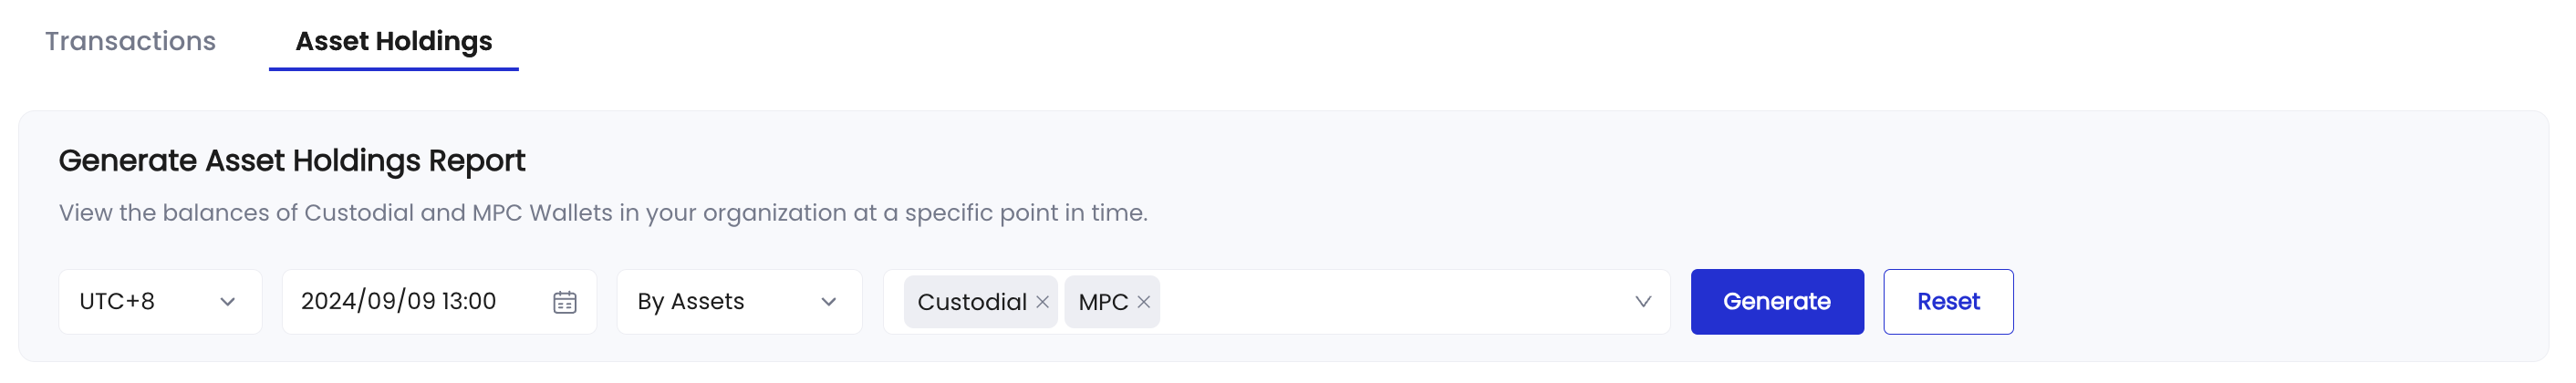 Transactions Asset Holdings
Generate Asset Holdings Report
View the balances of Custodial and MPC Wallets in your organization at a specific point in time.
UTC+8 2024/09/09 13:00 By Assets Custodial MPC Generate Reset